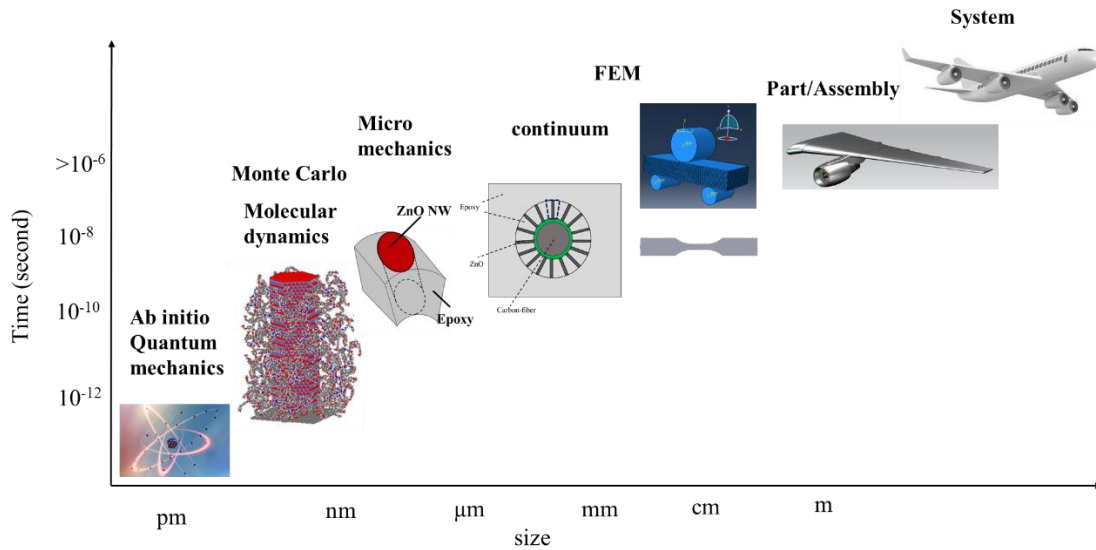 System
FEM
Part/Assembly
Micro
mechanics
continuum
>10-6
Monte Carlo
Molecular
dynamics
ZnO NW
Epoxy
10-8
ZnO
Time (second)
10-10
Carbon-fiber
Epoxy
Ab initio
Quantum
mechanics
10-12
pm
nm
µm
mm
cm
m
size